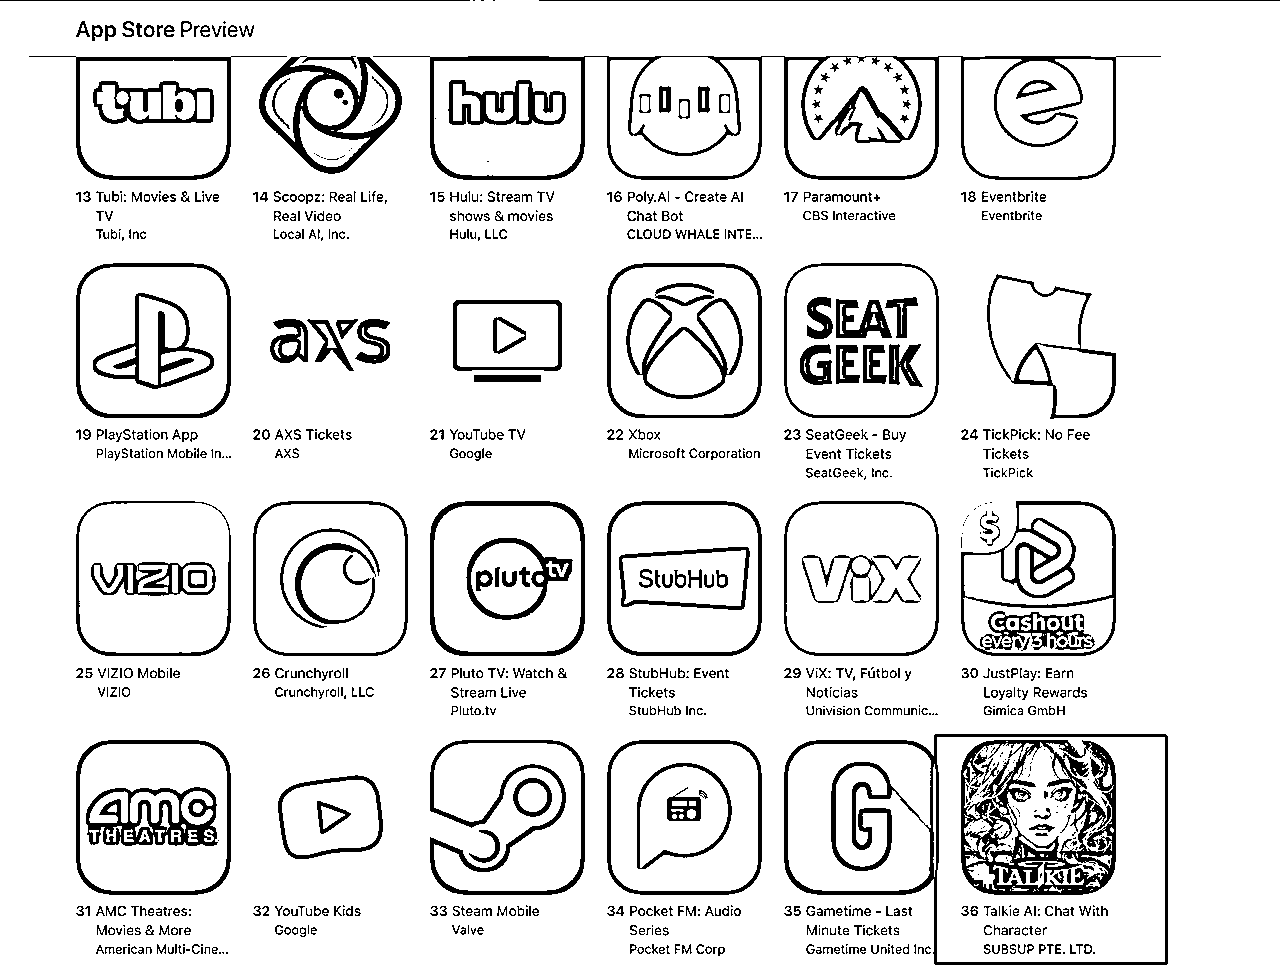 App Store Preview
tubi
hulu
e
13 Tubi: Movies & Live
TV
Tubi, Inc
14 Scoopz: Real Life,
Real Video
Local AI, Inc.
15 Hulu: Stream TV
shows & movies
Hulu, LLC
16 Poly.AI - Create AI
Chat Bot
CLOUD WHALE INTE...
17 Paramount+
CBS Interactive
18 Eventbrite
Eventbrite
axs
SEAT
GEEK
19 PlayStation App
PlayStation Mobile In...
20 AXS Tickets
AXS
21 YouTube TV
Google
22 Xbox
Microsoft Corporation
23 SeatGeek - Buy
Event Tickets
SeatGeek, Inc.
24 TickPick: No Fee
Tickets
TickPick
VIZIO
pluto tv
StubHub
ViX
$
Cashout
every 3 hours
25 VIZIO Mobile
VIZIO
26 Crunchyroll
Crunchyroll, LLC
27 Pluto TV: Watch &
Stream Live
Pluto.tv
28 StubHub: Event
Tickets
StubHub Inc.
29 ViX: TV, Fútbol y
Noticias
Univision Communic...
30 JustPlay: Earn
Loyalty Rewards
Gimica GmbH
amc
THEATRES
G
TALKIE
31 AMC Theatres:
Movies & More
American Multi-Cine...
32 YouTube Kids
Google
33 Steam Mobile
Valve
34 Pocket FM: Audio
Series
Pocket FM Corp
35 Gametime - Last
Minute Tickets
Gametime United Inc.
36 Talkie AI: Chat With
Character
SUBSUP PTE. LTD.